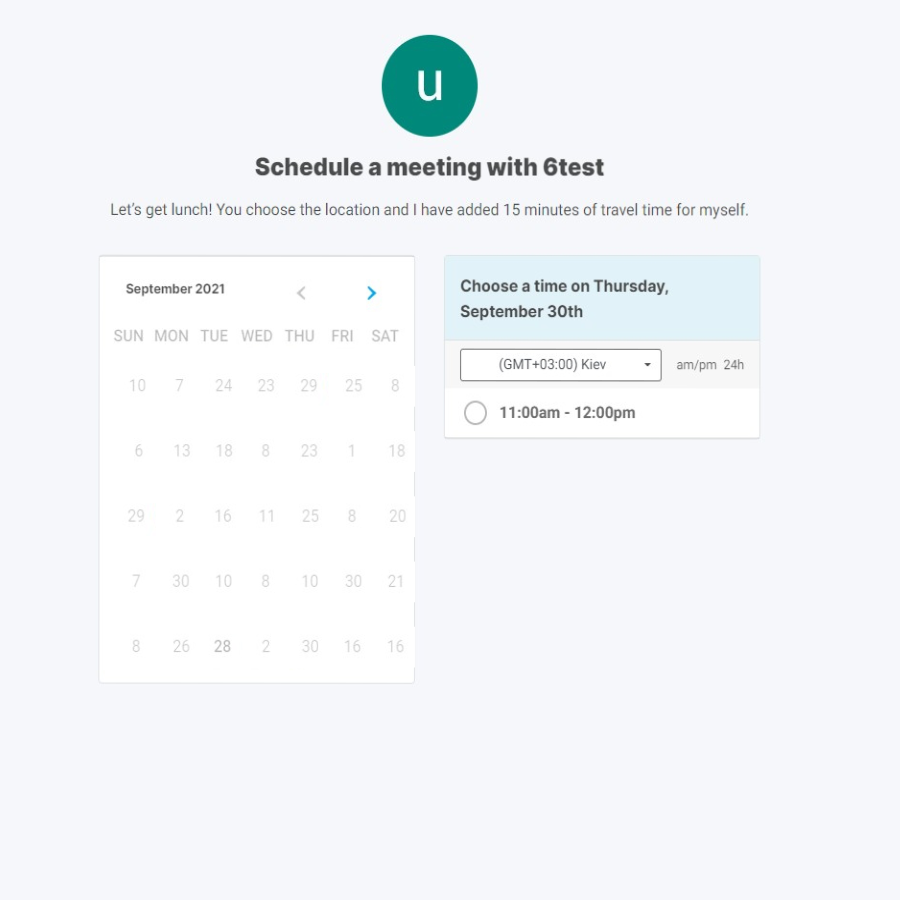 u
Schedule a meeting with 6test
Let's get lunch! You choose the location and I have added 15 minutes of travel time for myself.
September 2021
SUN MON TUE WED THU FRI SAT
10 7 24 23 29 25 8
6 13 18 8 23 1 18
29 2 16 11 25 8 20
7 30 10 8 10 30 21
8 26 28 2 30 16 16
Choose a time on Thursday,
September 30th
(GMT+03:00) Kiev am/pm 24h
11:00am - 12:00pm